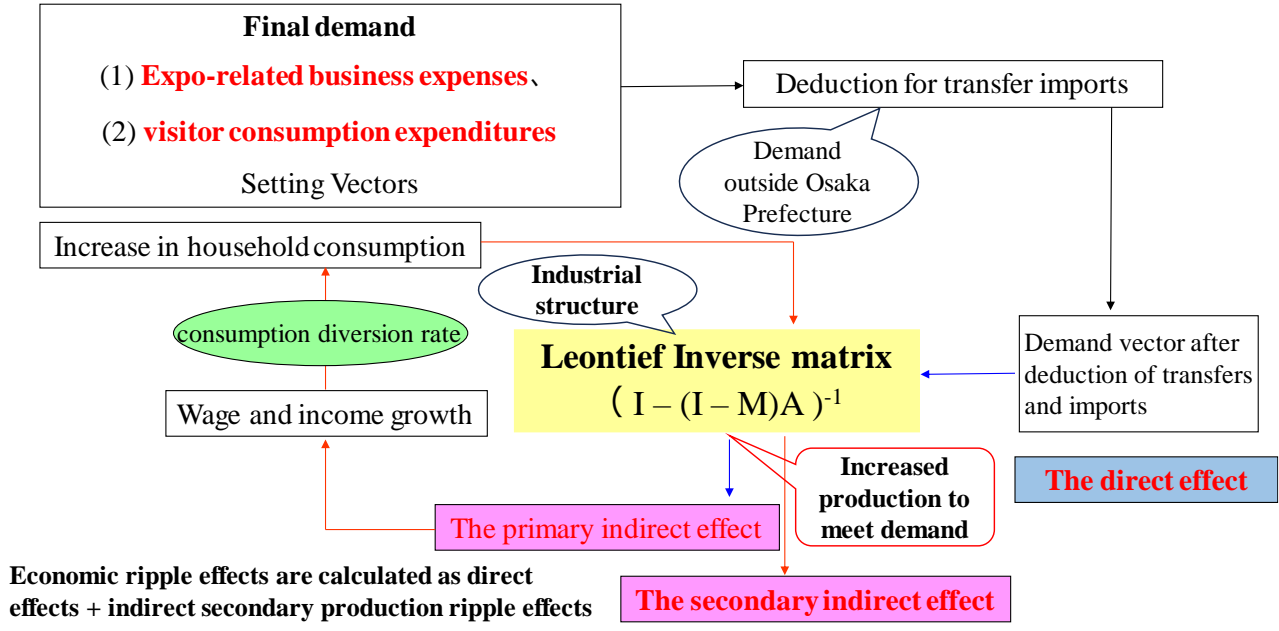 Final demand
(1) Expo-related business expenses、
(2) visitor consumption expenditures
Setting Vectors
Deduction for transfer imports
Demand
outside Osaka
Prefecture
Increase in household consumption
Industrial
structure
consumption diversion rate
Leontief Inverse matrix
( I – (I – M)A )-1
Demand vector after
deduction of transfers
and imports
Wage and income growth
Increased
production to
meet demand
The direct effect
The primary indirect effect
Economic ripple effects are calculated as direct
effects + indirect secondary production ripple effects
The secondary indirect effect